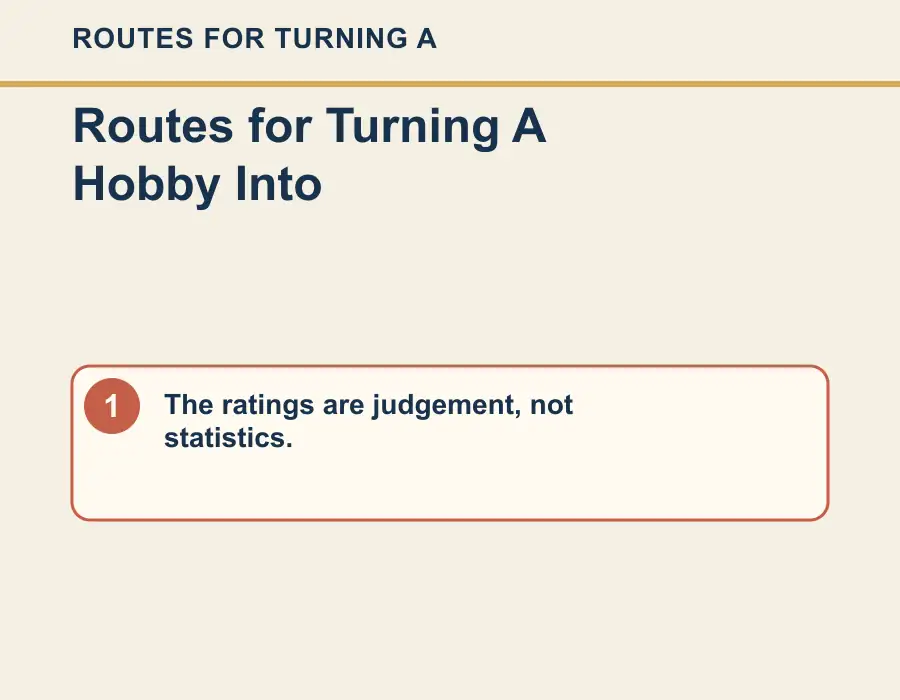 ROUTES FOR TURNING A
Routes for Turning A
Hobby Into
1
The ratings are judgement, not
statistics.